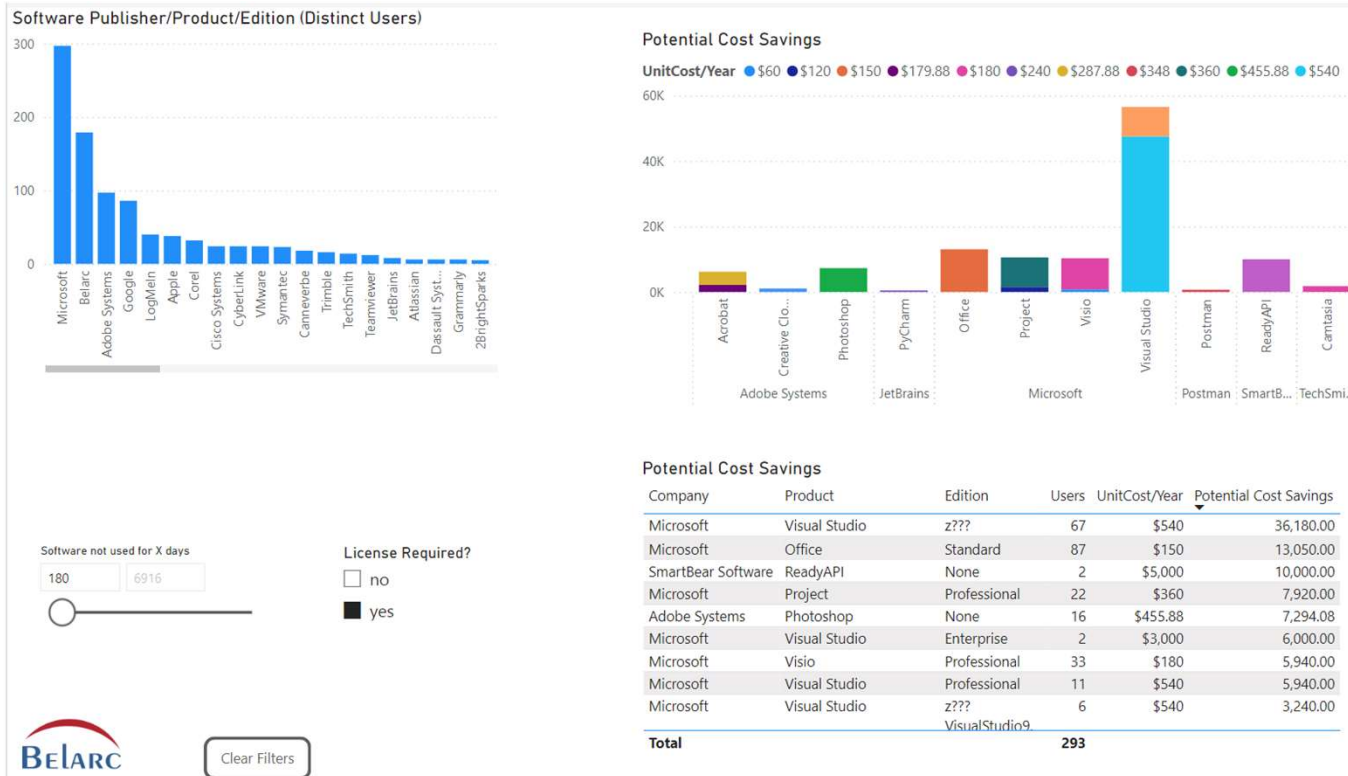 Software Publisher/Product/Edition (Distinct Users)
300
200
100
0
Microsoft
Belarc
Adobe Systems
Google
LogMeIn
Apple
Corel
Cisco Systems
CyberLink
VMware
Symantec
Canneverbe
Trimble
TechSmith
Teamviewer
JetBrains
Atlassian
Dassault Syst...
Grammarly
2BrightSparks
Potential Cost Savings
UnitCost/Year $60 $120 $150 $179.88 $180 $240 $287.88 $348 $360 $455.88 $540
60K
40K
20K
0K
Acrobat
Creative Clo...
Photoshop
PyCharm
Office
Project
Visio
Visual Studio
Postman
ReadyAPI
Camtasia
Adobe Systems JetBrains Microsoft Postman SmartB... TechSmi...
Potential Cost Savings
Company Product Edition Users UnitCost/Year Potential Cost Savings
Microsoft Visual Studio z??? 67 $540 36,180.00
Microsoft Office Standard 87 $150 13,050.00
SmartBear Software ReadyAPI None 2 $5,000 10,000.00
Microsoft Project Professional 22 $360 7,920.00
Adobe Systems Photoshop None 16 $455.88 7,294.08
Microsoft Visual Studio Enterprise 2 $3,000 6,000.00
Microsoft Visio Professional 33 $180 5,940.00
Microsoft Visual Studio Professional 11 $540 5,940.00
Microsoft Visual Studio z??? 6 $540 3,240.00
VisualStudio9.
Total 293
Software not used for X days
180 6916
License Required?
no
yes
BELARC
Clear Filters